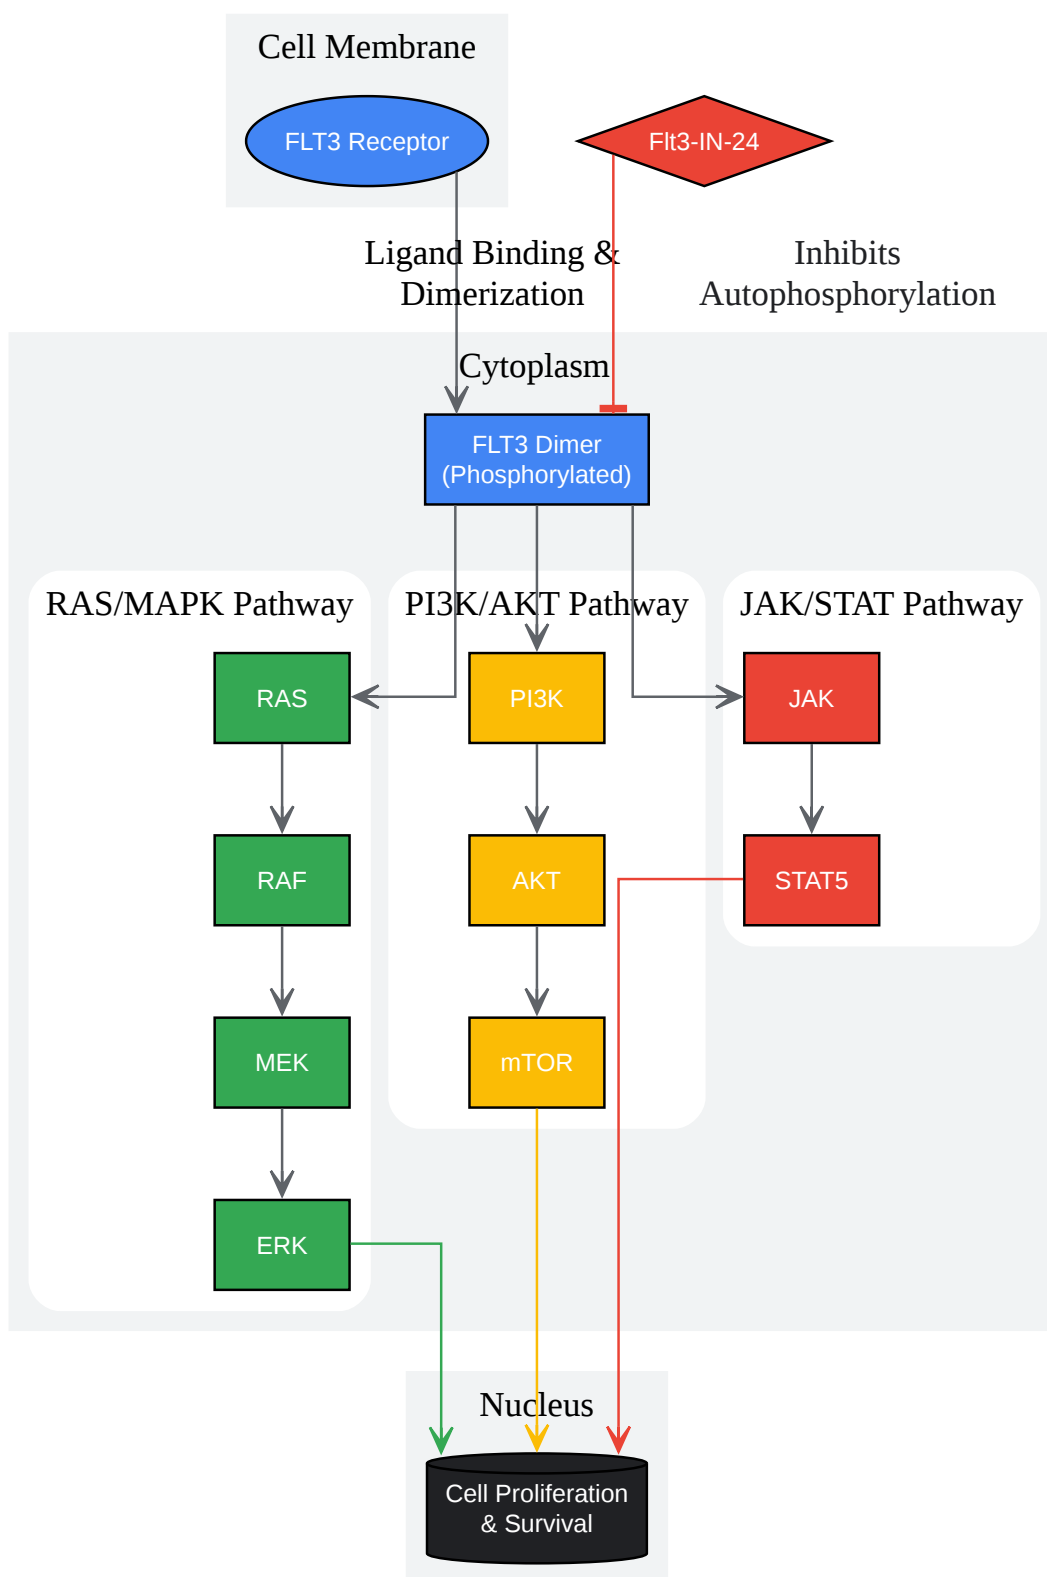 Cell Membrane
FLT3 Receptor
Flt3-IN-24
Ligand Binding &
Dimerization
Inhibits
Autophosphorylation
Cytoplasm
FLT3 Dimer
(Phosphorylated)
RAS/MAPK Pathway
PI3K/AKT Pathway
JAK/STAT Pathway
RAS
PI3K
JAK
RAF
AKT
STAT5
MEK
mTOR
ERK
Nucleus
Cell Proliferation
& Survival